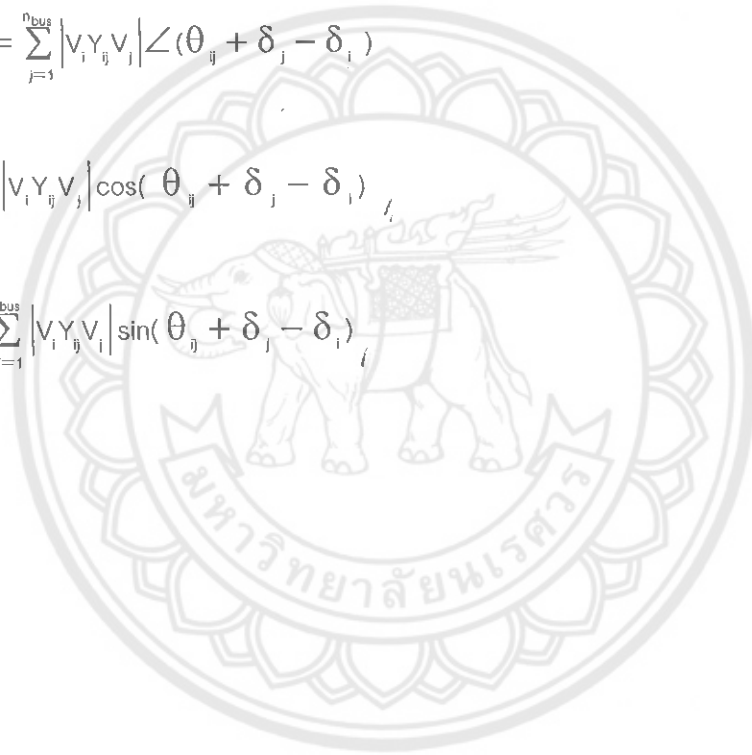 = ∑_{j=1}^{n_bus} |V_i Y_ij V_j| ∠(θ_ij + δ_j − δ_i)
|V_i Y_ij V_j| cos( θ_ij + δ_j − δ_i)
∑_{=1}^{bus} |V_i Y_ij V_j| sin( θ_ij + δ_j − δ_i)
มหาวิทยาลัยนเรศวร